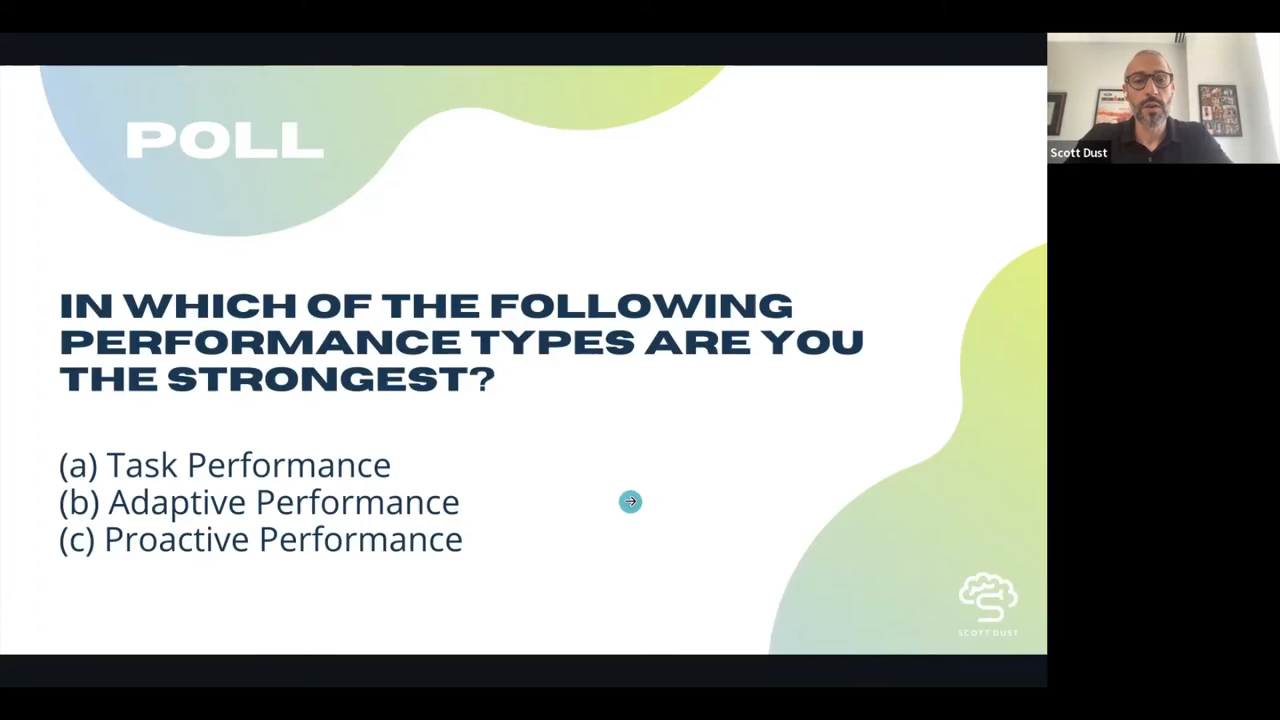 POLL
Scott Dust
IN WHICH OF THE FOLLOWING
PERFORMANCE TYPES ARE YOU
THE STRONGEST?
(a) Task Performance
(b) Adaptive Performance
(c) Proactive Performance
SCOTT DUST